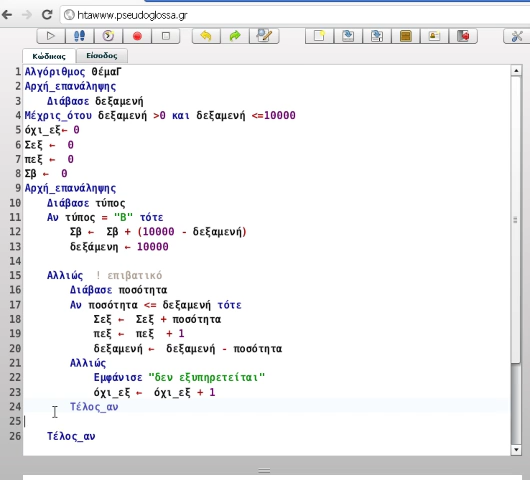 htawww.pseudoglossa.gr
Κώδικας Είσοδος
1 Αλγόριθμος ΘέμαΓ
2 Αρχή_επανάληψης
3 Διάβασε δεξαμενή
4 Μέχρις_ότου δεξαμενή >0 και δεξαμενή <=10000
5 όχι_εξ← 0
6 Σεξ ← 0
7 πεξ ← 0
8 Σβ ← 0
9 Αρχή_επανάληψης
10 Διάβασε τύπος
11 Αν τύπος = "Β" τότε
12 Σβ ← Σβ + (10000 - δεξαμενή)
13 δεξάμενη ← 10000
14
15 Αλλιώς ! επιβατικό
16 Διάβασε ποσότητα
17 Αν ποσότητα <= δεξαμενή τότε
18 Σεξ ← Σεξ + ποσότητα
19 πεξ ← πεξ + 1
20 δεξαμενή ← δεξαμενή - ποσότητα
21 Αλλιώς
22 Εμφάνισε "δεν εξυπηρετείται"
23 όχι_εξ ← όχι_εξ + 1
24 Τέλος_αν
25
26 Τέλος_αν